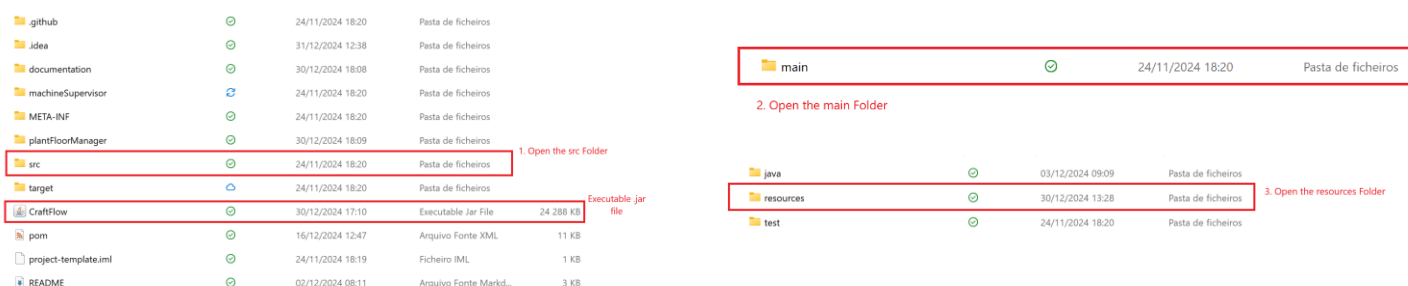 .github 24/11/2024 18:20 Pasta de ficheiros
.idea 31/12/2024 12:38 Pasta de ficheiros
documentation 30/12/2024 18:08 Pasta de ficheiros
machineSupervisor 24/11/2024 18:20 Pasta de ficheiros
META-INF 24/11/2024 18:20 Pasta de ficheiros
plantFloorManager 30/12/2024 18:09 Pasta de ficheiros
1. Open the src Folder
src 24/11/2024 18:20 Pasta de ficheiros
target 24/11/2024 18:20 Pasta de ficheiros
Executable .jar
file
CraftFlow 30/12/2024 17:10 Executable Jar File 24 288 KB
pom 16/12/2024 12:47 Arquivo Fonte XML 11 KB
project-template.iml 24/11/2024 18:19 Ficheiro IML 1 KB
README 02/12/2024 08:11 Arquivo Fonte Markd... 3 KB
main 24/11/2024 18:20 Pasta de ficheiros
2. Open the main Folder
java 03/12/2024 09:09 Pasta de ficheiros
resources 30/12/2024 13:28 Pasta de ficheiros
3. Open the resources Folder
test 24/11/2024 18:20 Pasta de ficheiros